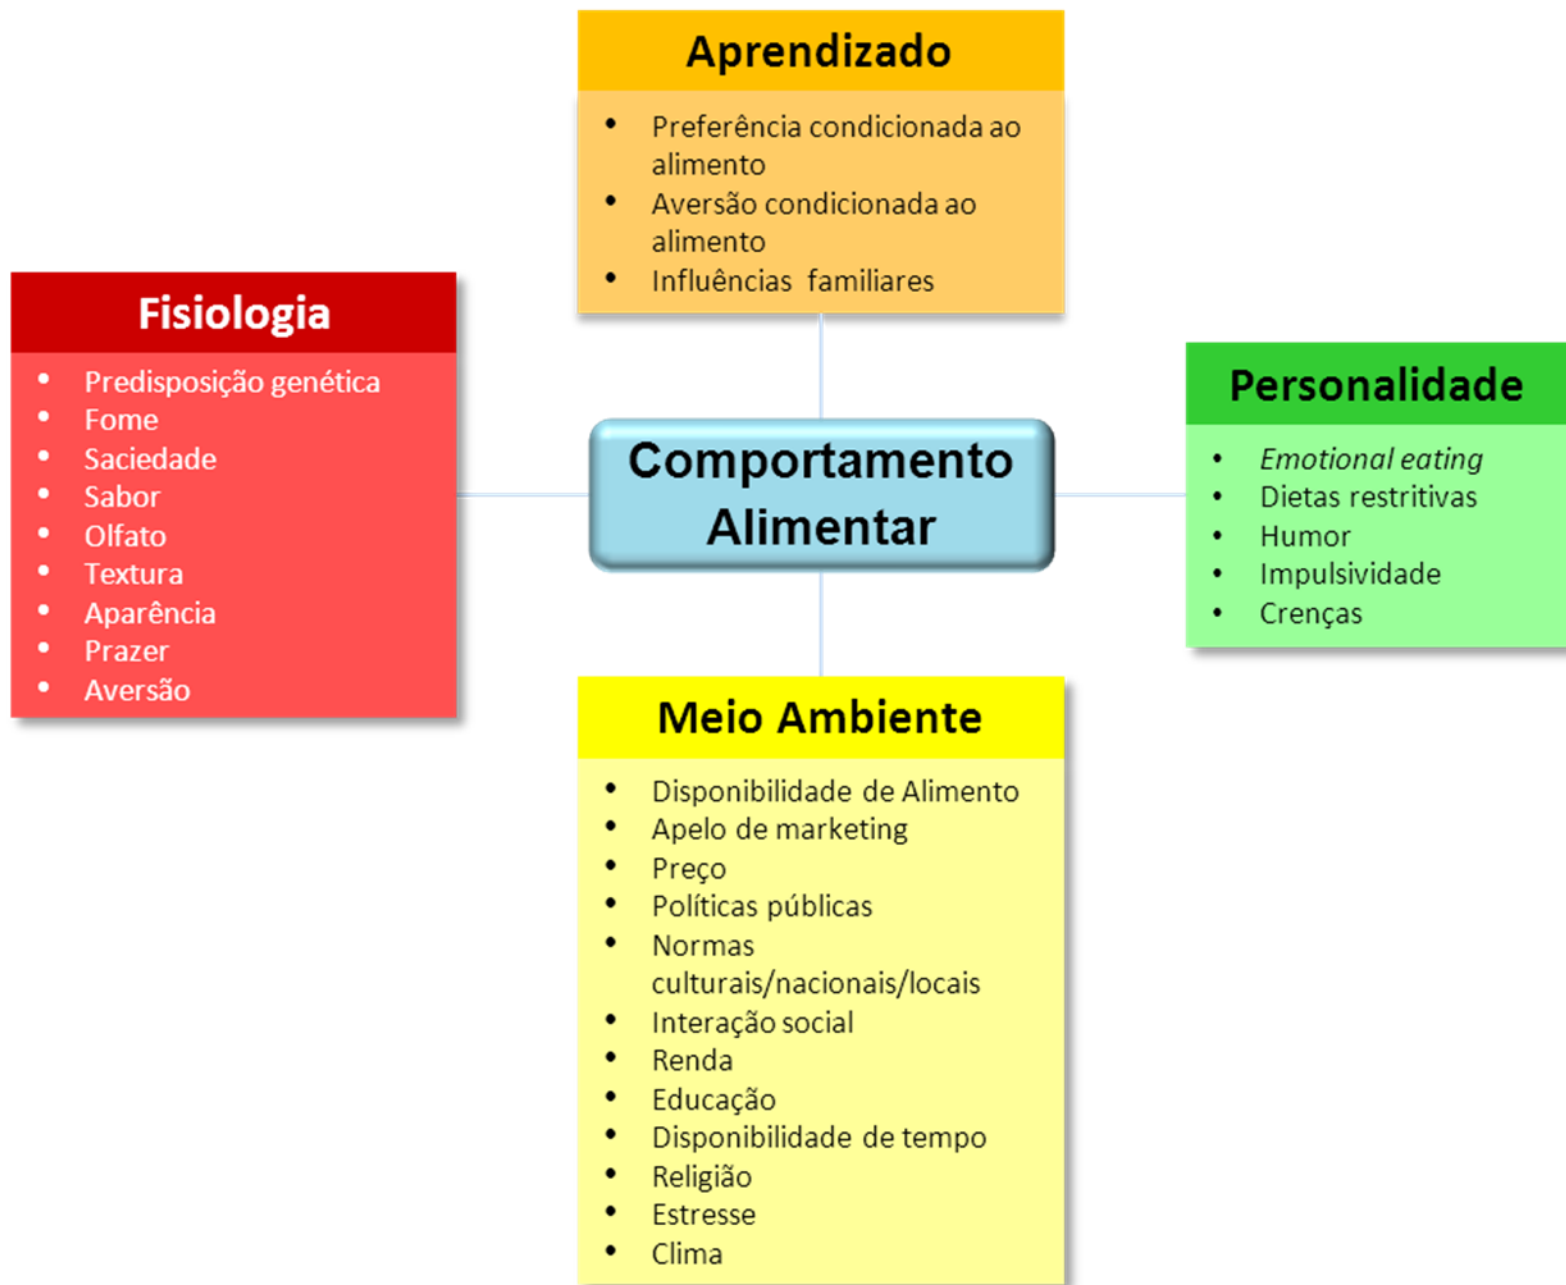 Aprendizado
• Preferência condicionada ao
alimento
• Aversão condicionada ao
alimento
• Influências familiares
Fisiologia
• Predisposição genética
• Fome
• Saciedade
• Sabor
• Olfato
• Textura
• Aparência
• Prazer
• Aversão
Comportamento
Alimentar
Personalidade
• Emotional eating
• Dietas restritivas
• Humor
• Impulsividade
• Crenças
Meio Ambiente
• Disponibilidade de Alimento
• Apelo de marketing
• Preço
• Políticas públicas
• Normas
culturais/nacionais/locais
• Interação social
• Renda
• Educação
• Disponibilidade de tempo
• Religião
• Estresse
• Clima